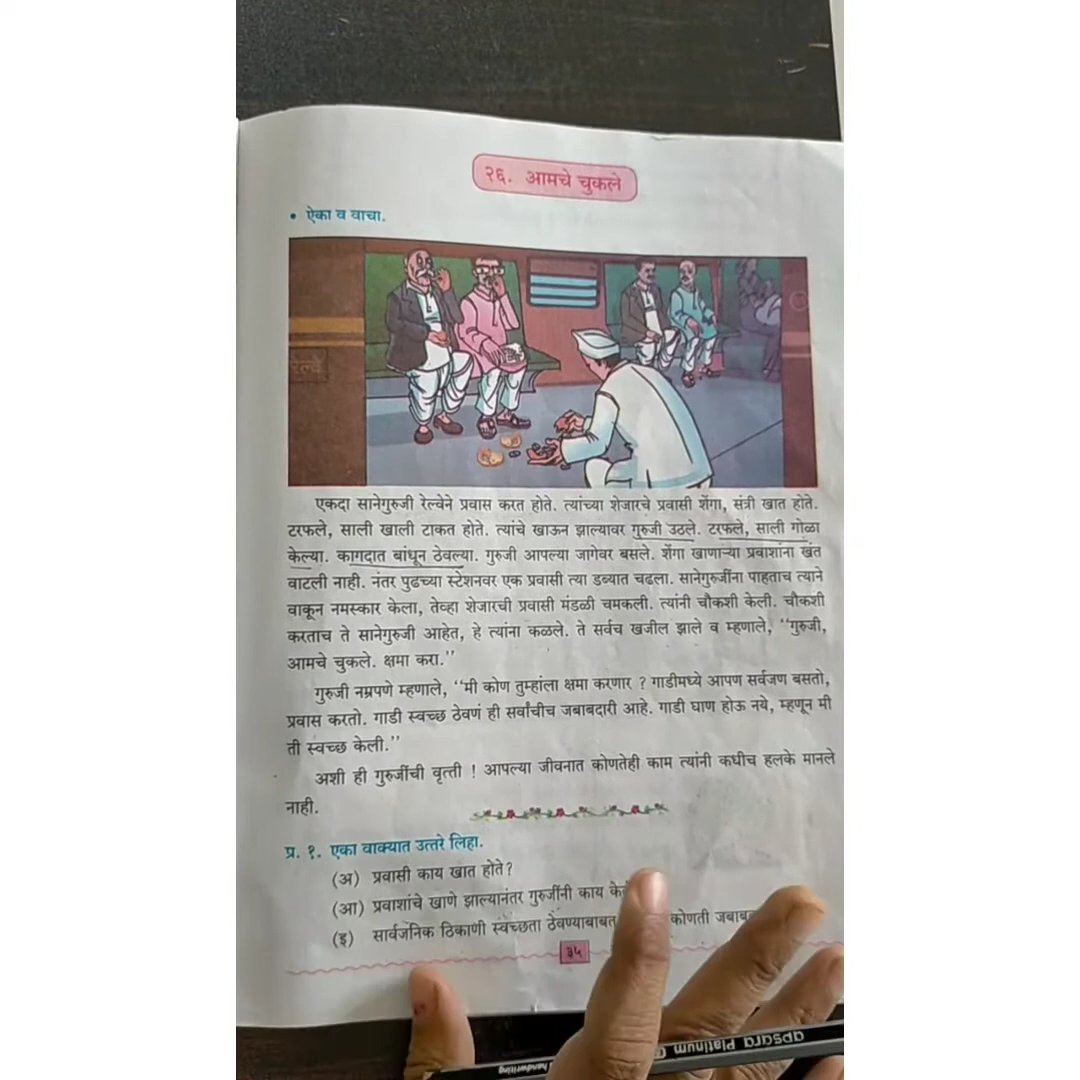 २६. आमचे चुकले
• ऐका व वाचा.
रेल्वे
एकदा सानेगुरुजी रेल्वेने प्रवास करत होते. त्यांच्या शेजारचे प्रवासी शेंगा, संत्री खात होते.
टरफले, साली खाली टाकत होते. त्यांचे खाऊन झाल्यावर गुरुजी उठले. टरफले, साली गोळा
केल्या. कागदात बांधून ठेवल्या. गुरुजी आपल्या जागेवर बसले. शेंगा खाणाऱ्या प्रवाशांना खंत
वाटली नाही. नंतर पुढच्या स्टेशनवर एक प्रवासी त्या डब्यात चढला. सानेगुरुजींना पाहताच त्याने
वाकून नमस्कार केला, तेव्हा शेजारची प्रवासी मंडळी चमकली. त्यांनी चौकशी केली. चौकशी
करताच ते सानेगुरुजी आहेत, हे त्यांना कळले. ते सर्वच खजील झाले व म्हणाले, ‘‘गुरुजी,
आमचे चुकले. क्षमा करा.’’
गुरुजी नम्रपणे म्हणाले, ‘‘मी कोण तुम्हांला क्षमा करणार ? गाडीमध्ये आपण सर्वजण बसतो,
प्रवास करतो. गाडी स्वच्छ ठेवणं ही सर्वांचीच जबाबदारी आहे. गाडी घाण होऊ नये, म्हणून मी
ती स्वच्छ केली.’’
अशी ही गुरुजींची वृत्ती ! आपल्या जीवनात कोणतेही काम त्यांनी कधीच हलके मानले
नाही.
प्र. १. एका वाक्यात उत्तरे लिहा.
(अ) प्रवासी काय खात होते?
(आ) प्रवाशांचे खाणे झाल्यानंतर गुरुजींनी काय
(इ) सार्वजनिक ठिकाणी स्वच्छता ठेवण्याबाबत कोणती
३५
apsara Platinum
handwriting